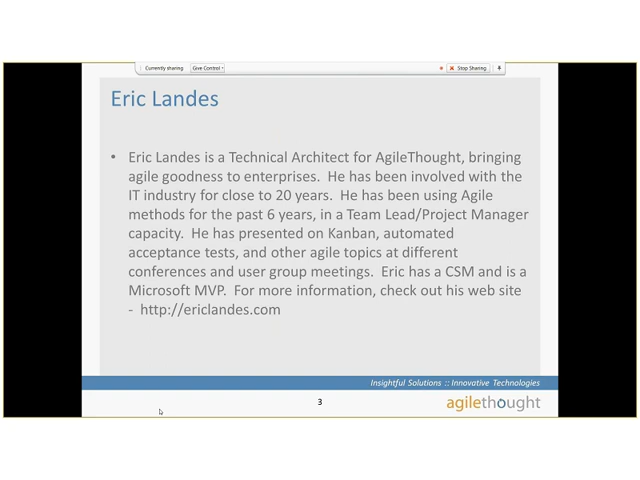 Currently sharing Give Control Stop Sharing
Eric Landes
• Eric Landes is a Technical Architect for AgileThought, bringing
agile goodness to enterprises. He has been involved with the
IT industry for close to 20 years. He has been using Agile
methods for the past 6 years, in a Team Lead/Project Manager
capacity. He has presented on Kanban, automated
acceptance tests, and other agile topics at different
conferences and user group meetings. Eric has a CSM and is a
Microsoft MVP. For more information, check out his web site
- http://ericlandes.com
Insightful Solutions :: Innovative Technologies
3
agilethought